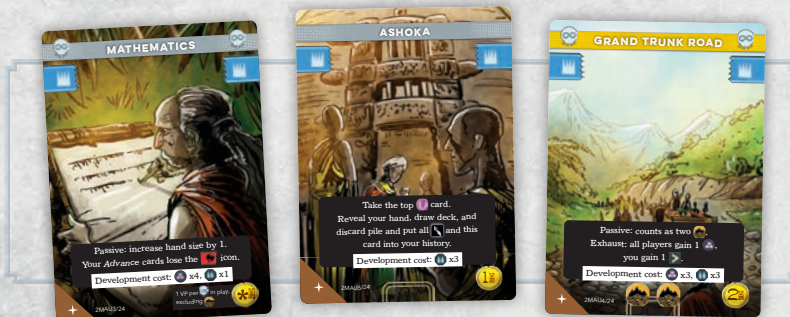 MATHEMATICS
Passive: increase hand size by 1.
Your Advance cards lose the icon.
Development cost: x4, x1
1 VP per in play,
excluding
*VP
2MAU3/24
ASHOKA
Take the top card.
Reveal your hand, draw deck, and
discard pile and put all and this
card into your history.
Development cost: x3
1VP
2MAU5/24
GRAND TRUNK ROAD
Passive: counts as two
Exhaust: all players gain 1 ,
you gain 1 .
Development cost: x3, x3
2VP
2MAU4/24